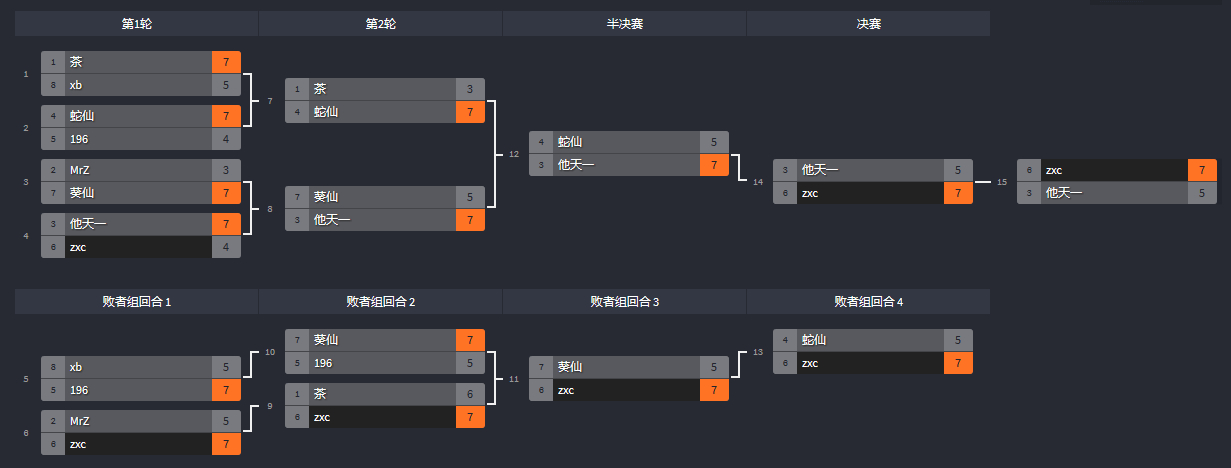 第1轮 第2轮 半决赛 决赛
1
1 茶 7
8 xb 5
2
4 蛇仙 7
5 196 4
3
2 MrZ 3
7 葵仙 7
4
3 他天一 7
6 zxc 4
7
1 茶 3
4 蛇仙 7
8
7 葵仙 5
3 他天一 7
12
4 蛇仙 5
3 他天一 7
14
3 他天一 5
6 zxc 7
15
6 zxc 7
3 他天一 5
败者组回合 1 败者组回合 2 败者组回合 3 败者组回合 4
5
8 xb 5
5 196 7
6
2 MrZ 5
6 zxc 7
10
7 葵仙 7
5 196 5
9
1 茶 6
6 zxc 7
11
7 葵仙 5
6 zxc 7
13
4 蛇仙 5
6 zxc 7